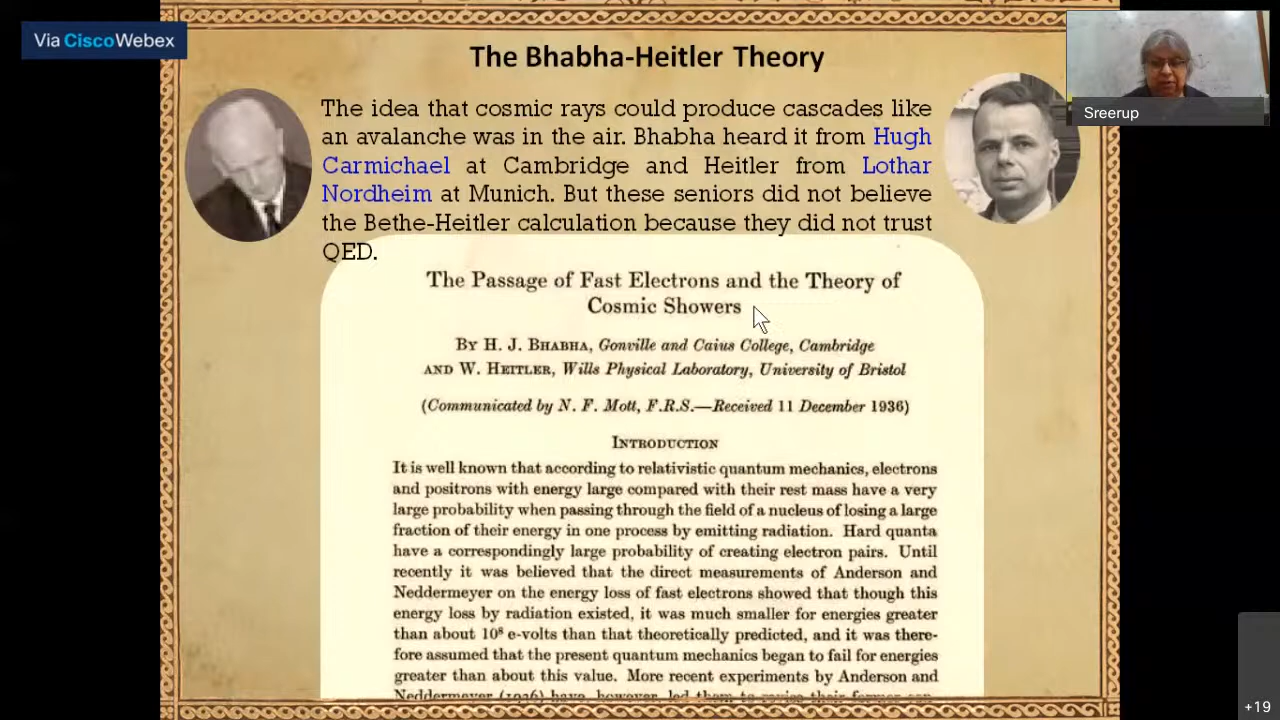 Via CiscoWebex
The Bhabha-Heitler Theory
Sreerup
The idea that cosmic rays could produce cascades like
an avalanche was in the air. Bhabha heard it from Hugh
Carmichael at Cambridge and Heitler from Lothar
Nordheim at Munich. But these seniors did not believe
the Bethe-Heitler calculation because they did not trust
QED.
The Passage of Fast Electrons and the Theory of
Cosmic Showers
By H. J. Bhabha, Gonville and Caius College, Cambridge
and W. Heitler, Wills Physical Laboratory, University of Bristol
(Communicated by N. F. Mott, F.R.S.—Received 11 December 1936)
Introduction
It is well known that according to relativistic quantum mechanics, electrons
and positrons with energy large compared with their rest mass have a very
large probability when passing through the field of a nucleus of losing a large
fraction of their energy in one process by emitting radiation. Hard quanta
have a correspondingly large probability of creating electron pairs. Until
recently it was believed that the direct measurements of Anderson and
Neddermeyer on the energy loss of fast electrons showed that though this
energy loss by radiation existed, it was much smaller for energies greater
than about 10⁸ e-volts than that theoretically predicted, and it was there-
fore assumed that the present quantum mechanics began to fail for energies
greater than about this value. More recent experiments by Anderson and
Neddermeyer (1936) have, however, led them to revise their former con-
+19